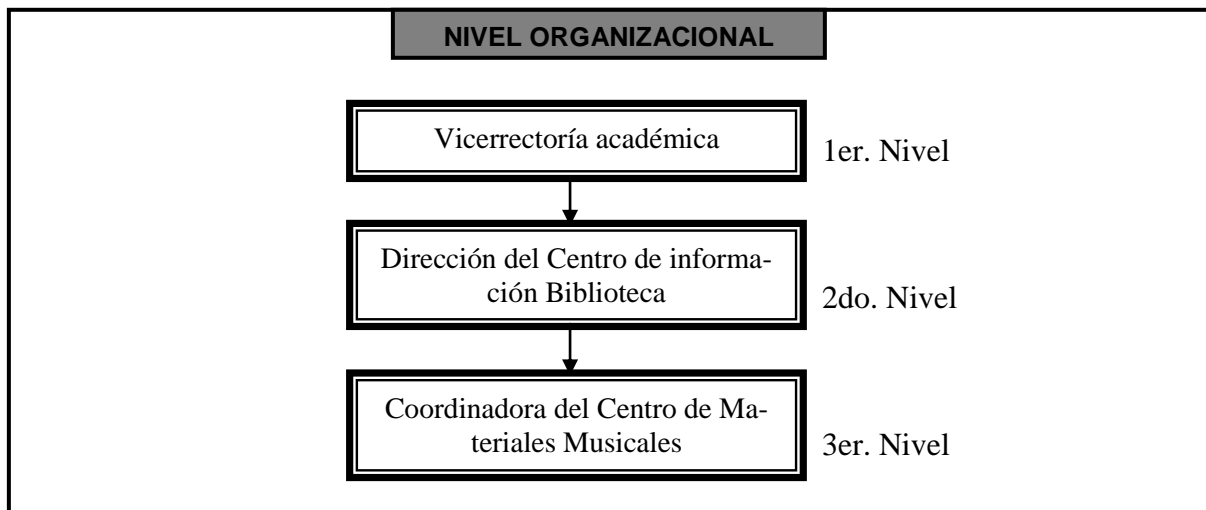 NIVEL ORGANIZACIONAL
Vicerrectoría académica
1er. Nivel
Dirección del Centro de informa-
ción Biblioteca
2do. Nivel
Coordinadora del Centro de Ma-
teriales Musicales
3er. Nivel